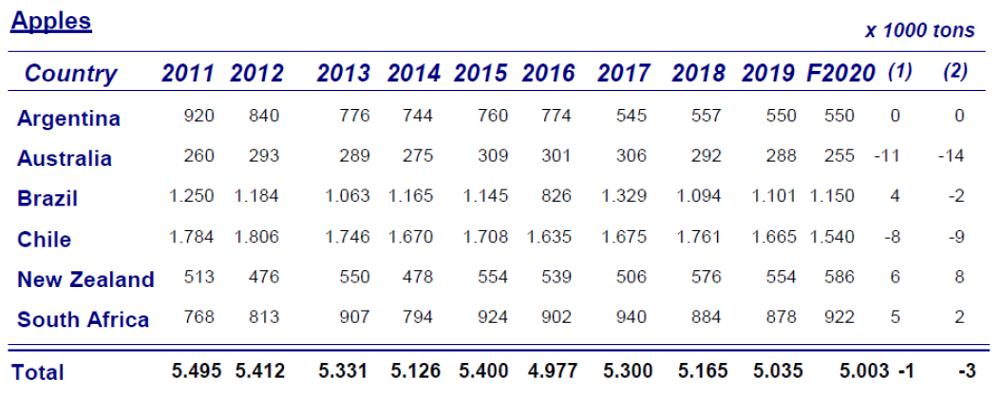 Apples
x 1000 tons
Country 2011 2012 2013 2014 2015 2016 2017 2018 2019 F2020 (1) (2)
Argentina 920 840 776 744 760 774 545 557 550 550 0 0
Australia 260 293 289 275 309 301 306 292 288 255 -11 -14
Brazil 1.250 1.184 1.063 1.165 1.145 826 1.329 1.094 1.101 1.150 4 -2
Chile 1.784 1.806 1.746 1.670 1.708 1.635 1.675 1.761 1.665 1.540 -8 -9
New Zealand 513 476 550 478 554 539 506 576 554 586 6 8
South Africa 768 813 907 794 924 902 940 884 878 922 5 2
Total 5.495 5.412 5.331 5.126 5.400 4.977 5.300 5.165 5.035 5.003 -1 -3